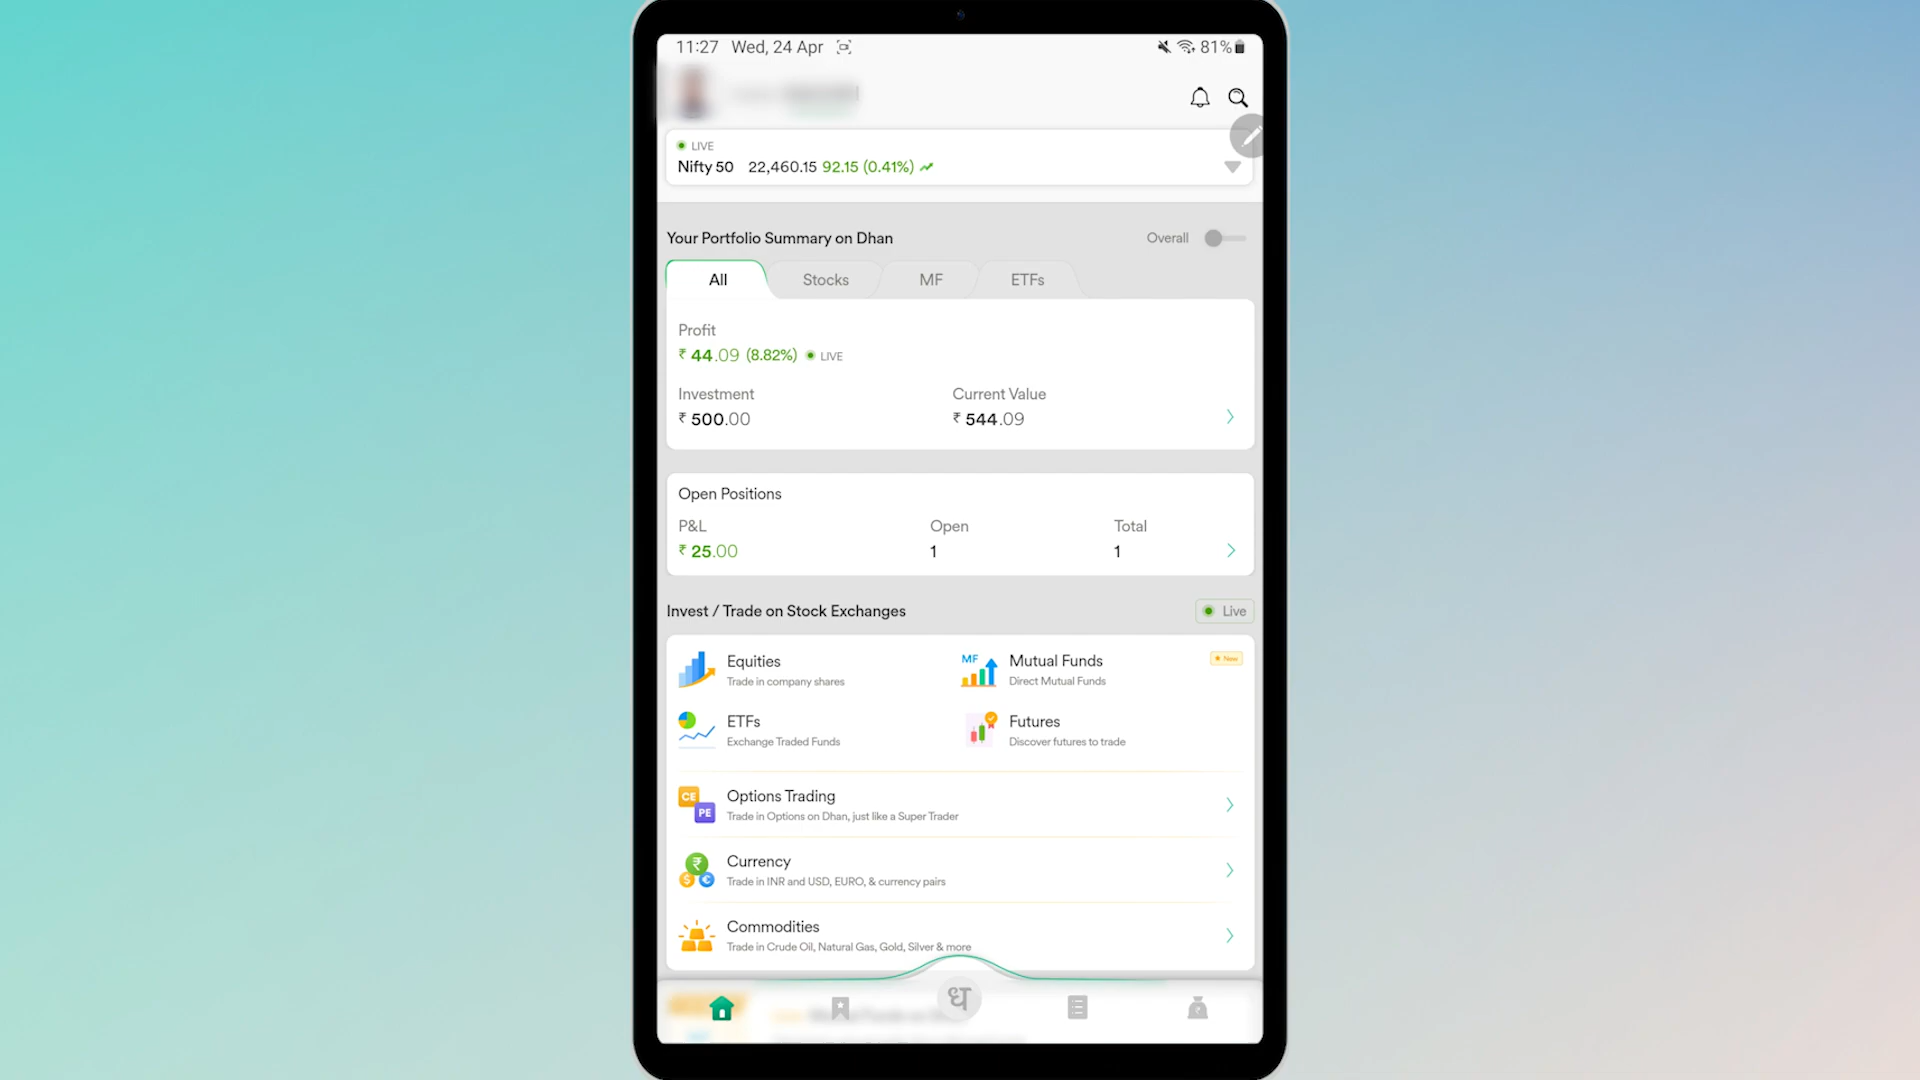 11:27 Wed, 24 Apr 81%
LIVE
Nifty 50 22,460.15 92.15 (0.41%)
Your Portfolio Summary on Dhan Overall
All Stocks MF ETFs
Profit
₹ 44.09 (8.82%) LIVE
Investment Current Value
₹ 500.00 ₹ 544.09
Open Positions
P&L Open Total
₹ 25.00 1 1
Invest / Trade on Stock Exchanges Live
Equities MF Mutual Funds New
Trade in company shares Direct Mutual Funds
ETFs Futures
Exchange Traded Funds Discover futures to trade
CE Options Trading
PE Trade in Options on Dhan, just like a Super Trader
Currency
Trade in INR and USD, EURO, & currency pairs
Commodities
Trade in Crude Oil, Natural Gas, Gold, Silver & more
ध